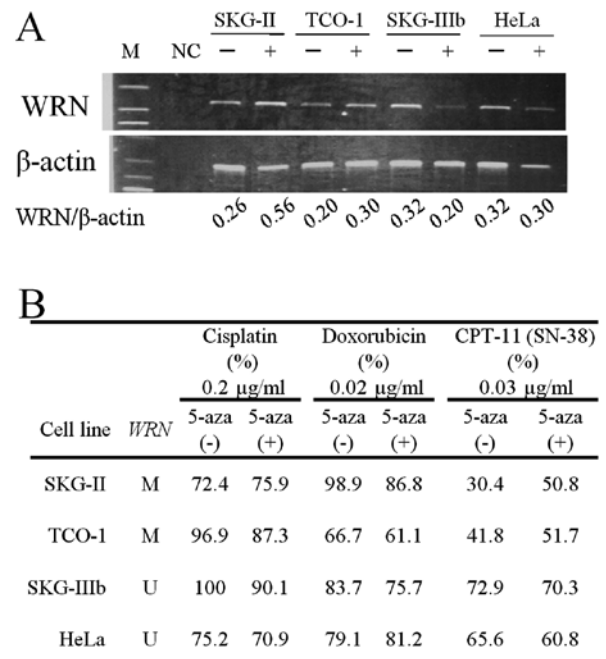 A
SKG-II TCO-1 SKG-IIIb HeLa
M NC − + − + − + − +
WRN
β-actin
WRN/β-actin 0.26 0.56 0.20 0.30 0.32 0.20 0.32 0.30
B
Cisplatin Doxorubicin CPT-11 (SN-38)
(%) (%) (%)
0.2 µg/ml 0.02 µg/ml 0.03 µg/ml
5-aza 5-aza 5-aza 5-aza 5-aza 5-aza
Cell line WRN (-) (+) (-) (+) (-) (+)
SKG-II M 72.4 75.9 98.9 86.8 30.4 50.8
TCO-1 M 96.9 87.3 66.7 61.1 41.8 51.7
SKG-IIIb U 100 90.1 83.7 75.7 72.9 70.3
HeLa U 75.2 70.9 79.1 81.2 65.6 60.8